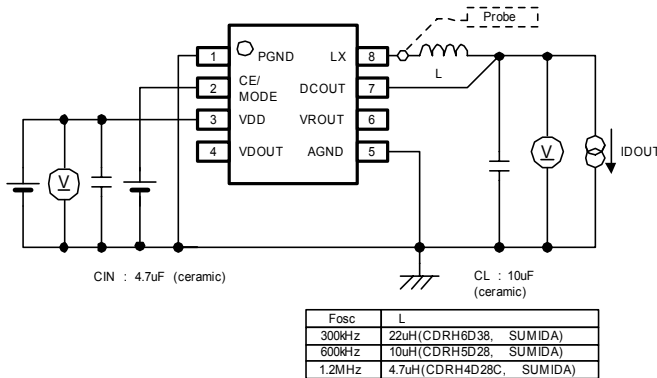 Probe
1 PGND LX 8
L
2 CE/ MODE DCOUT 7
3 VDD VROUT 6
4 VDOUT AGND 5
V
V
IDOUT
CIN : 4.7uF (ceramic)
CL : 10uF
(ceramic)
Fosc L
300kHz 22uH(CDRH6D38, SUMIDA)
600kHz 10uH(CDRH5D28, SUMIDA)
1.2MHz 4.7uH(CDRH4D28C, SUMIDA)